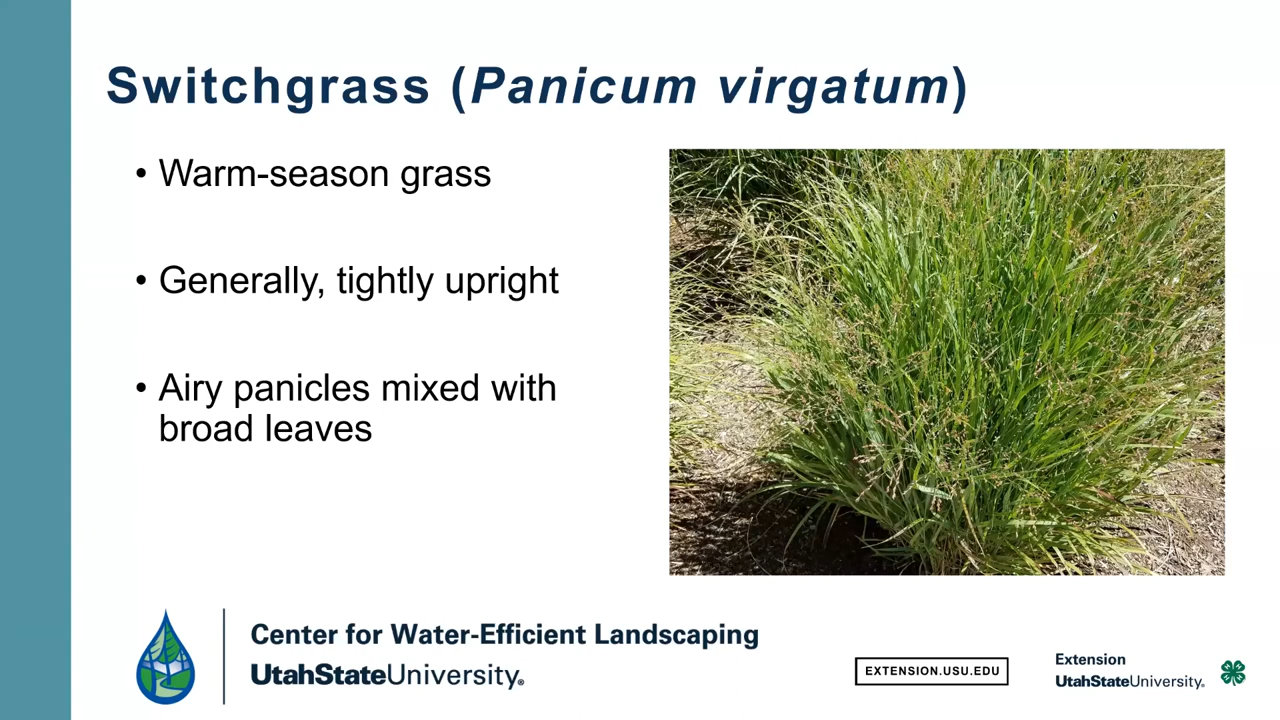 Switchgrass (Panicum virgatum)
• Warm-season grass
• Generally, tightly upright
• Airy panicles mixed with
broad leaves
Center for Water-Efficient Landscaping
UtahStateUniversity®
EXTENSION.USU.EDU
Extension
UtahStateUniversity®